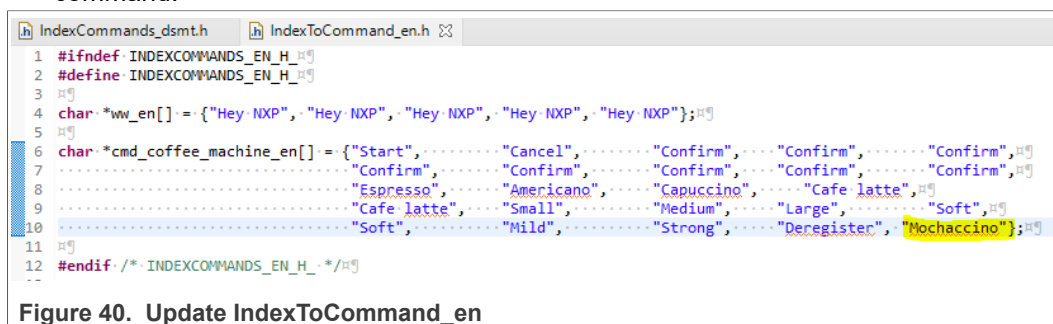 command.
IndexCommands_dsmt.h IndexToCommand_en.h
1 #ifndef INDEXCOMMANDS_EN_H_¤¶
2 #define INDEXCOMMANDS_EN_H_¤¶
3 ¤¶
4 char *ww_en[] = {"Hey NXP", "Hey NXP", "Hey NXP", "Hey NXP", "Hey NXP"};¤¶
5 ¤¶
6 char *cmd_coffee_machine_en[] = {"Start", "Cancel", "Confirm", "Confirm", "Confirm",¤¶
7 "Confirm", "Confirm", "Confirm", "Confirm", "Confirm",¤¶
8 "Espresso", "Americano", "Capuccino", "Cafe latte",¤¶
9 "Cafe latte", "Small", "Medium", "Large", "Soft",¤¶
10 "Soft", "Mild", "Strong", "Deregister", "Mochaccino"};¤¶
11 ¤¶
12 #endif /* INDEXCOMMANDS_EN_H_ */¤¶
Figure 40. Update IndexToCommand_en